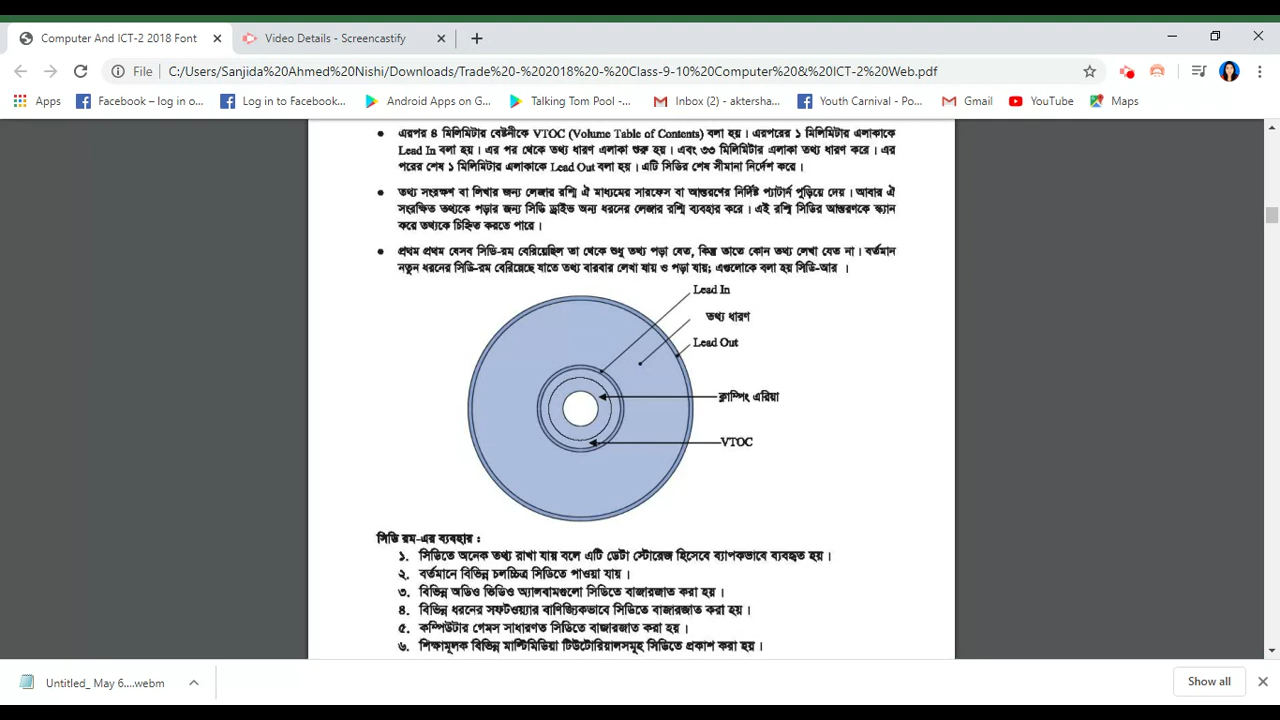 Computer And ICT-2 2018 Font
Video Details - Screencastify
File
C:/Users/Sanjida%20Ahmed%20Nishi/Downloads/Trade%20-%202018%20-%20Class-9-10%20Computer%20&%20ICT-2%20Web.pdf
Apps
Facebook – log in o...
Log in to Facebook...
Android Apps on G...
Talking Tom Pool -...
Inbox (2) - aktersha...
Youth Carnival - Po...
Gmail
YouTube
Maps
• এরপর ৪ মিলিমিটার বেষ্টনীকে VTOC (Volume Table of Contents) বলা হয়। এরপরের ১ মিলিমিটার এলাকাকে
Lead In বলা হয়। এর পর থেকে তথ্য ধারণ এলাকা শুরু হয়। এবং ৩৩ মিলিমিটার এলাকা তথ্য ধারণ করে। এর
পরের শেষ ১ মিলিমিটার এলাকাকে Lead Out বলা হয়। এটি সিডির শেষ সীমানা নির্দেশ করে।
• তথ্য সংরক্ষণ বা লিখার জন্য লেজার রশ্মি ঐ মাধ্যমের সারফেস বা আস্তরণের নির্দিষ্ট প্যাটার্ন পুড়িয়ে দেয়। আবার ঐ
সংরক্ষিত তথ্যকে পড়ার জন্য সিডি ড্রাইভ অন্য ধরনের লেজার রশ্মি ব্যবহার করে। এই রশ্মি সিডির আস্তরণকে স্ক্যান
করে তথ্যকে চিহ্নিত করতে পারে।
• প্রথম প্রথম যেসব সিডি-রম বেরিয়েছিল তা থেকে শুধু তথ্য পড়া যেত, কিন্তু তাতে কোন তথ্য লেখা যেত না। বর্তমান
নতুন ধরনের সিডি-রম বেরিয়েছে যাতে তথ্য বারবার লেখা যায় ও পড়া যায়; এগুলোকে বলা হয় সিডি-আর ।
Lead In
তথ্য ধারণ
Lead Out
ক্লাম্পিং এরিয়া
VTOC
সিডি রম-এর ব্যবহার :
১. সিডিতে অনেক তথ্য রাখা যায় বলে এটি ডেটা স্টোরেজ হিসেবে ব্যাপকভাবে ব্যবহৃত হয়।
২. বর্তমানে বিভিন্ন চলচ্চিত্র সিডিতে পাওয়া যায়।
৩. বিভিন্ন অডিও ভিডিও অ্যালবামগুলো সিডিতে বাজারজাত করা হয়।
৪. বিভিন্ন ধরনের সফটওয়্যার বাণিজ্যিকভাবে সিডিতে বাজারজাত করা হয়।
৫. কম্পিউটার গেমস সাধারণত সিডিতে বাজারজাত করা হয়।
৬. শিক্ষামূলক বিভিন্ন মাল্টিমিডিয়া টিউটোরিয়ালসমূহ সিডিতে প্রকাশ করা হয়।
Untitled_ May 6....webm
Show all